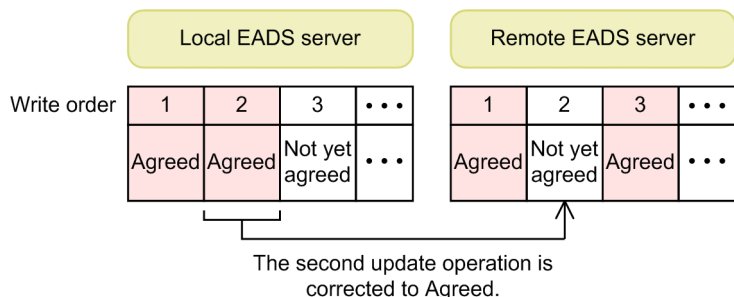 Local EADS server Remote EADS server
Write order 1 2 3 • • • 1 2 3 • • •
Agreed Agreed Not yet agreed • • • Agreed Not yet agreed Agreed • • •
The second update operation is
corrected to Agreed.